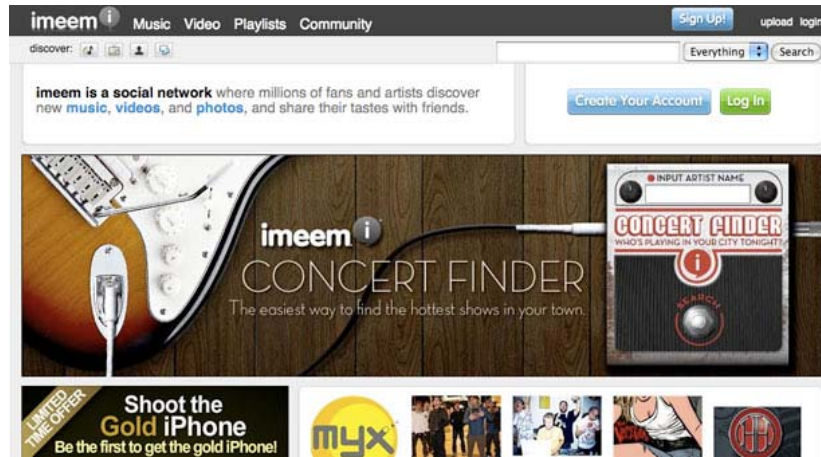 imeem i Music Video Playlists Community Sign Up! upload login
discover: Everything Search
imeem is a social network where millions of fans and artists discover
new music, videos, and photos, and share their tastes with friends.
Create Your Account Log In
INPUT ARTIST NAME
CONCERT FINDER
WHO'S PLAYING IN YOUR CITY TONIGHT?
i
SEARCH
imeem i
CONCERT FINDER
The easiest way to find the hottest shows in your town.
LIMITED
TIME OFFER
Shoot the
Gold iPhone
Be the first to get the gold iPhone!
myx